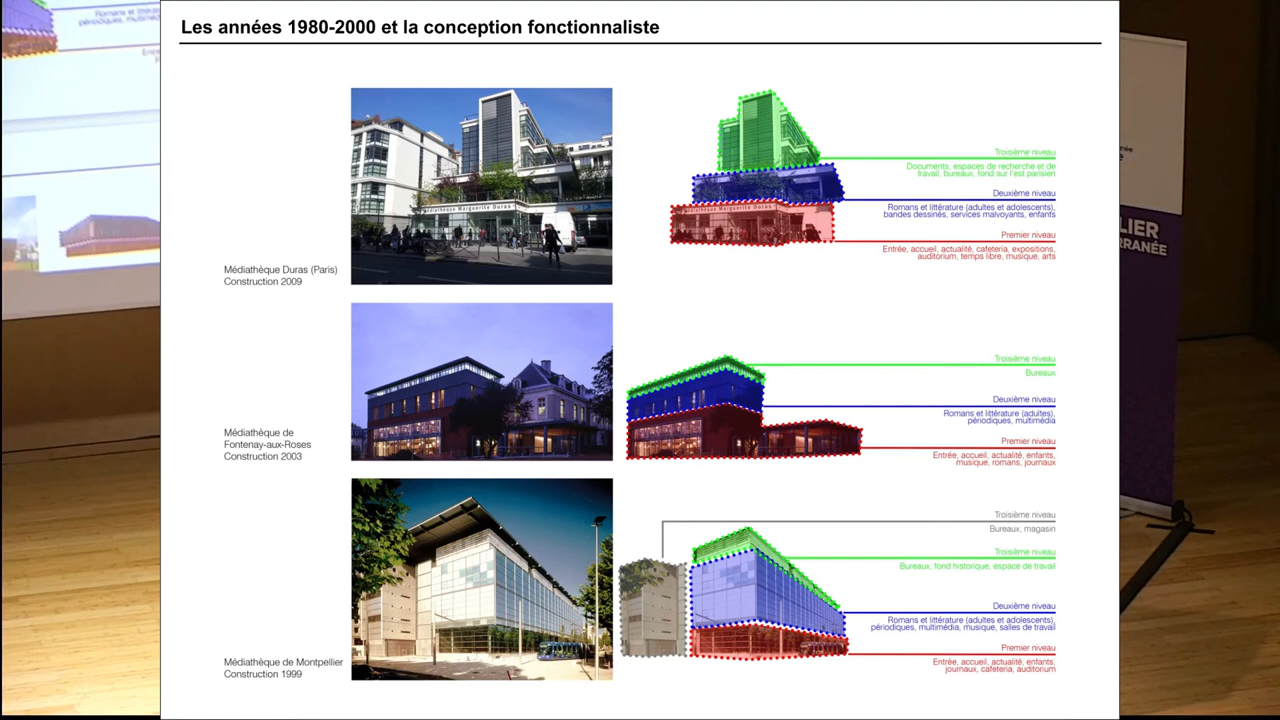 Les années 1980-2000 et la conception fonctionnaliste
Médiathèque Duras (Paris)
Construction 2009
Médiathèque Marguerite Duras
Troisième niveau
Documents, espaces de recherche et de
travail, bureaux, fond sur l'est parisien
Deuxième niveau
Romans et littérature (adultes et adolescents),
bandes dessinés, services malvoyants, enfants
Premier niveau
Entrée, accueil, actualité, cafeteria, expositions,
auditorium, temps libre, musique, arts
Médiathèque de
Fontenay-aux-Roses
Construction 2003
Troisième niveau
Bureaux
Deuxième niveau
Romans et littérature (adultes),
périodiques, multimédia
Premier niveau
Entrée, accueil, actualité, enfants,
musique, romans, journaux
Médiathèque de Montpellier
Construction 1999
Troisième niveau
Bureaux, magasin
Troisième niveau
Bureaux, fond historique, espace de travail
Deuxième niveau
Romans et littérature (adultes et adolescents),
périodiques, multimédia, musique, salles de travail
Premier niveau
Entrée, accueil, actualité, enfants,
journaux, cafeteria, auditorium
LIER
RRANÉE